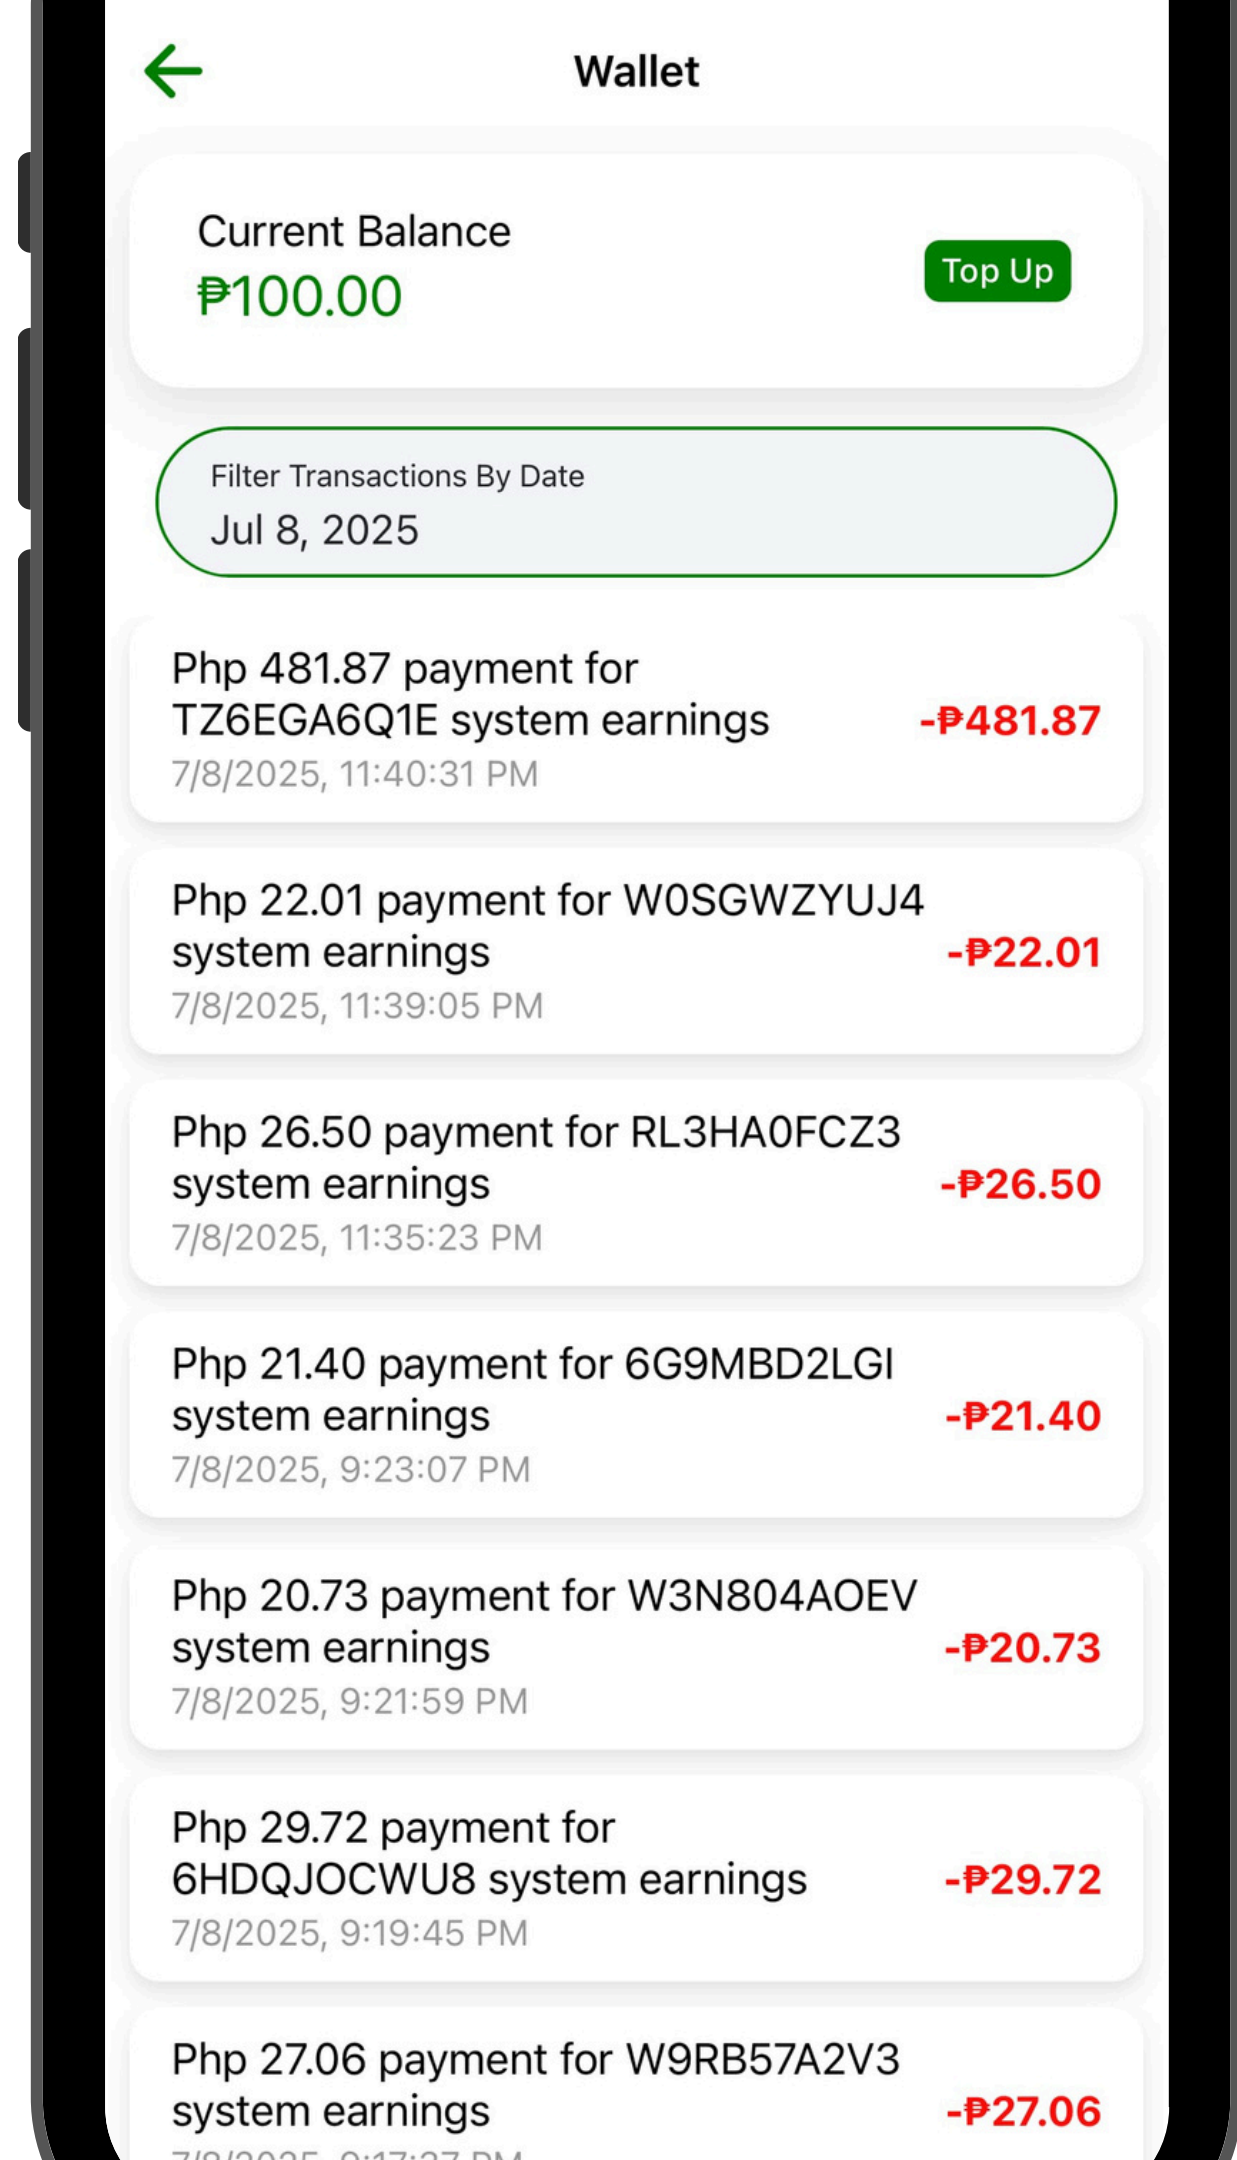 Wallet
Current Balance
₱100.00
Top Up
Filter Transactions By Date
Jul 8, 2025
Php 481.87 payment for
TZ6EGA6Q1E system earnings
-₱481.87
7/8/2025, 11:40:31 PM
Php 22.01 payment for W0SGWZYUJ4
system earnings
-₱22.01
7/8/2025, 11:39:05 PM
Php 26.50 payment for RL3HA0FCZ3
system earnings
-₱26.50
7/8/2025, 11:35:23 PM
Php 21.40 payment for 6G9MBD2LGI
system earnings
-₱21.40
7/8/2025, 9:23:07 PM
Php 20.73 payment for W3N804AOEV
system earnings
-₱20.73
7/8/2025, 9:21:59 PM
Php 29.72 payment for
6HDQJOCWU8 system earnings
-₱29.72
7/8/2025, 9:19:45 PM
Php 27.06 payment for W9RB57A2V3
system earnings
-₱27.06